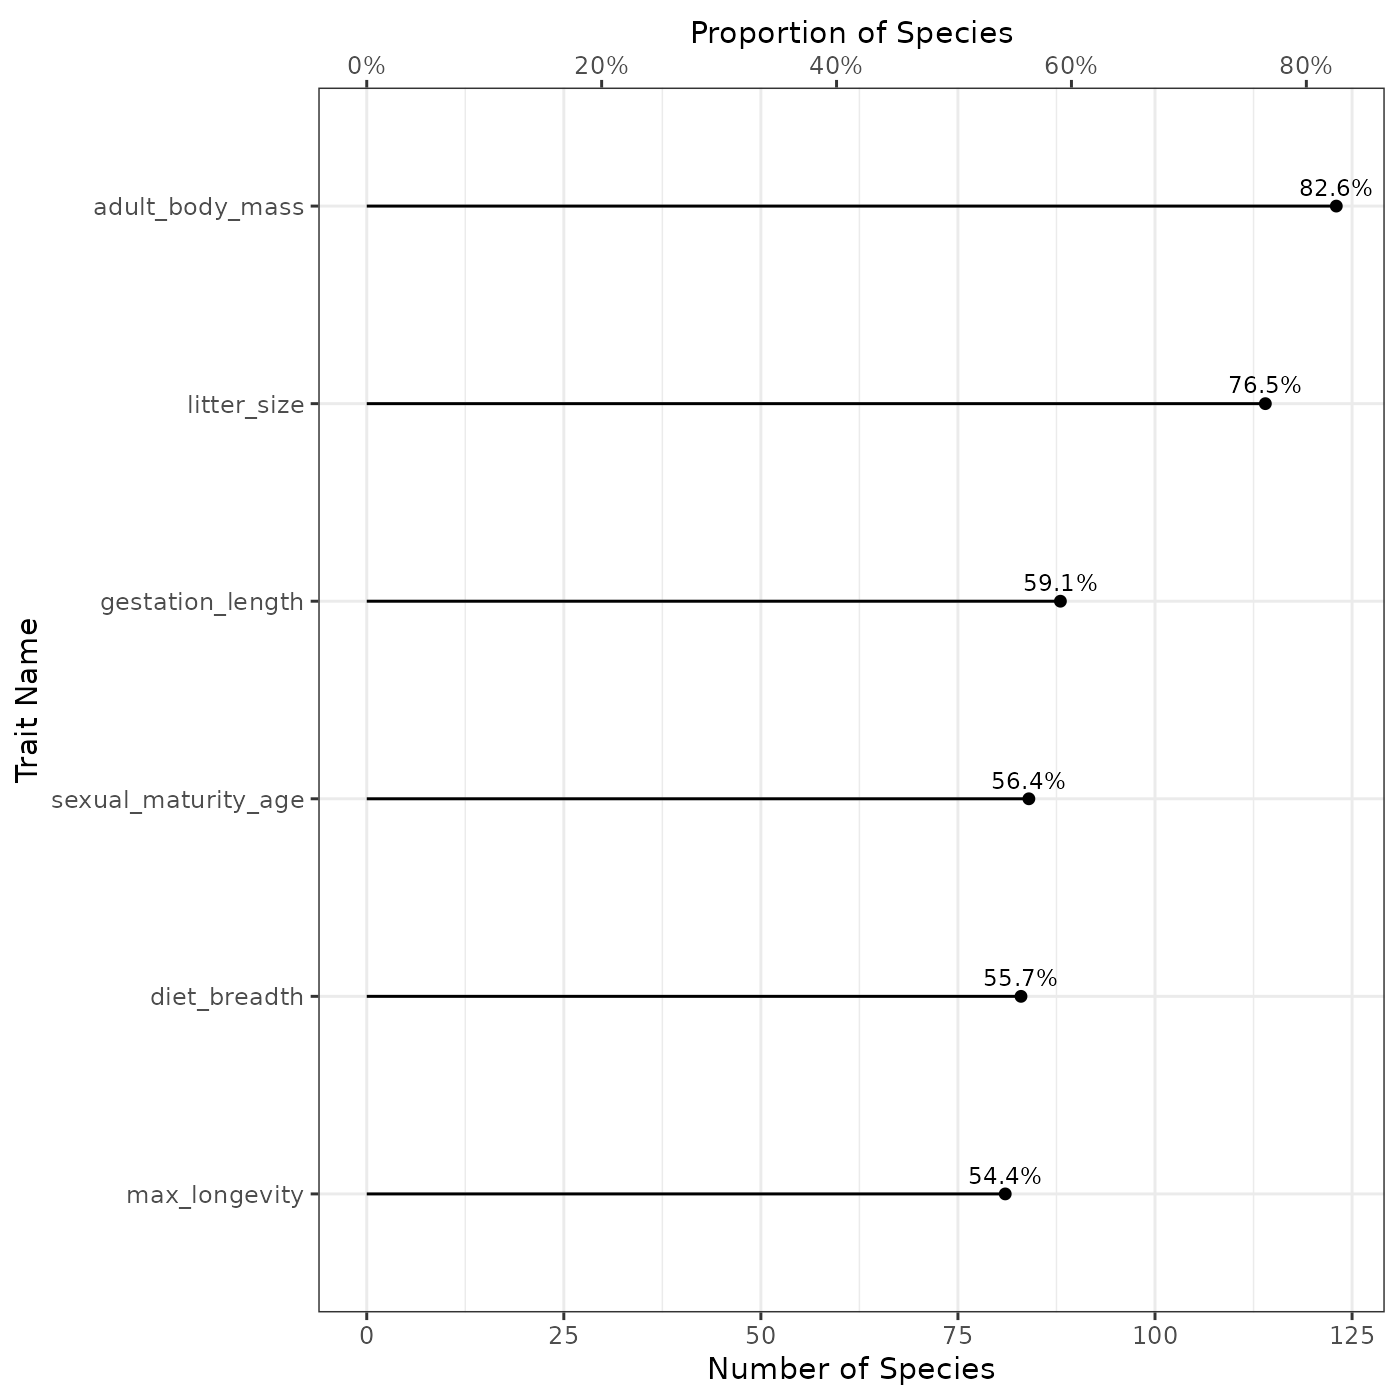 Proportion of Species
0% 20% 40% 60% 80%
adult_body_mass 82.6%
litter_size 76.5%
gestation_length 59.1%
sexual_maturity_age 56.4%
diet_breadth 55.7%
max_longevity 54.4%
Trait Name
0 25 50 75 100 125
Number of Species